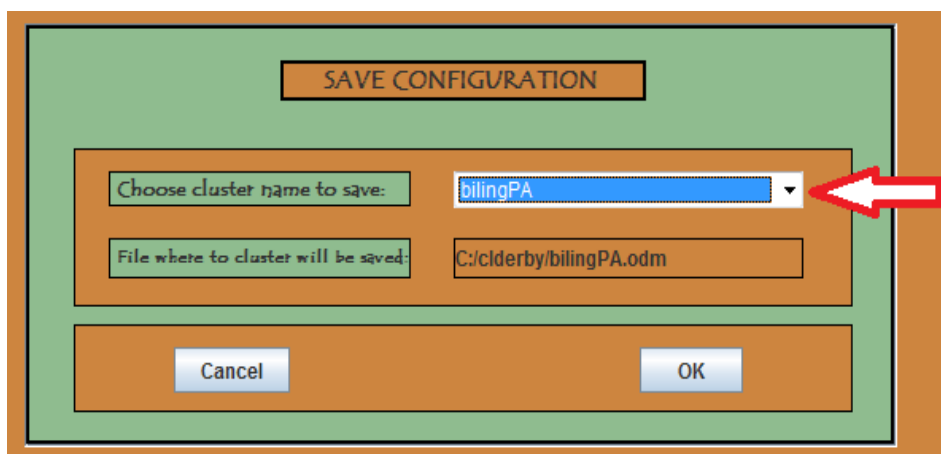 SAVE CONFIGURATION
Choose cluster name to save:
bilingPA
File where to cluster will be saved:
C:/clderby/bilingPA.odm
Cancel
OK